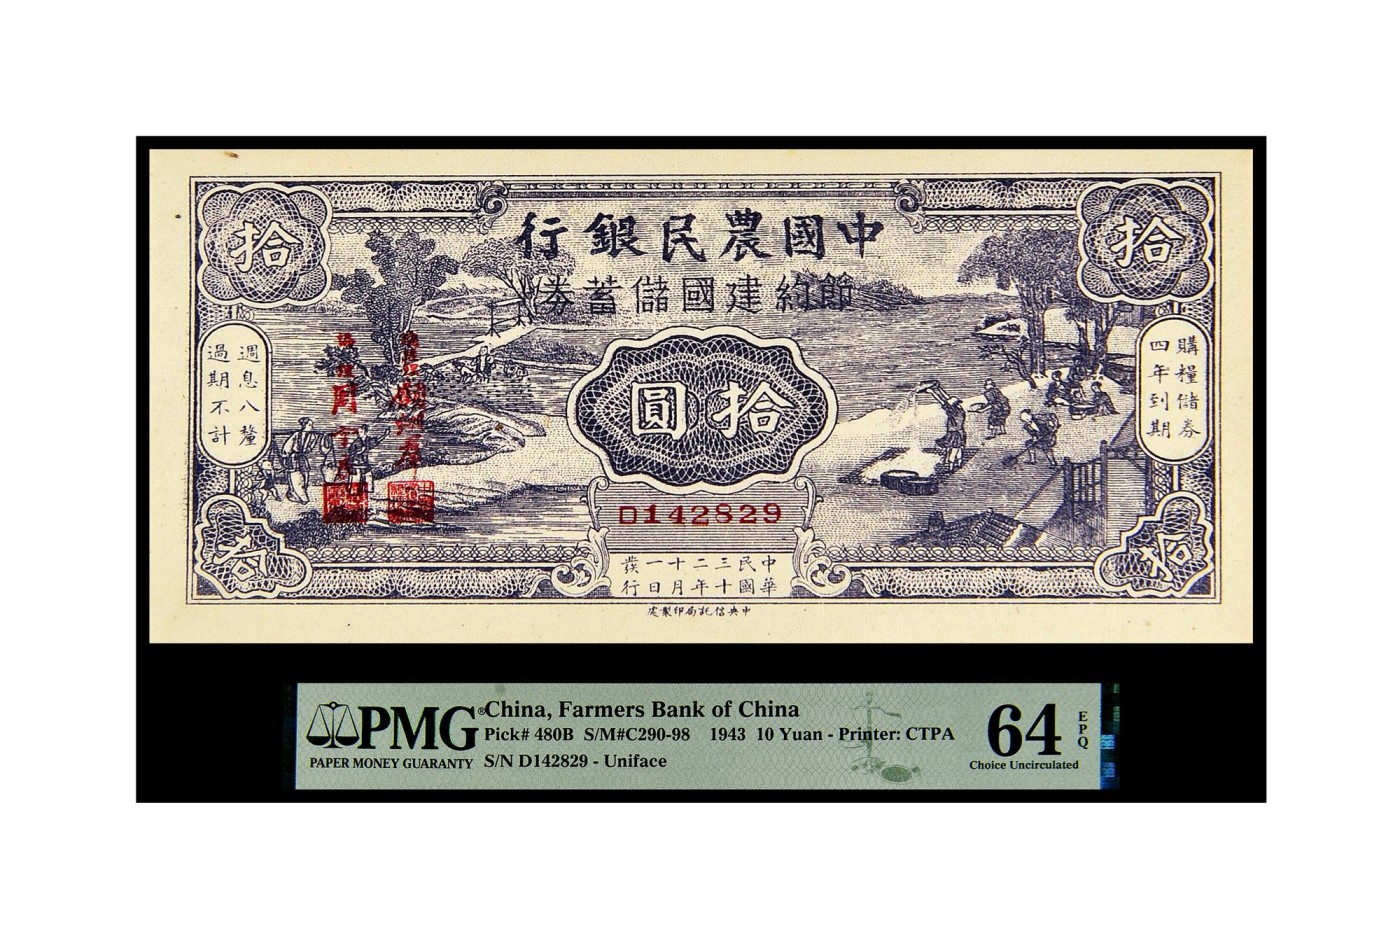 中國農民銀行
節約建國儲蓄券
拾
拾
購糧儲券
四年到期
拾圓
週息八釐
過期不計
D142829
中華民國三十二年十月一日發行
中央信託局印製處
PMG®
PAPER MONEY GUARANTY
China, Farmers Bank of China
Pick# 480B S/M#C290-98 1943 10 Yuan - Printer: CTPA
S/N D142829 - Uniface
64 EPQ
Choice Uncirculated